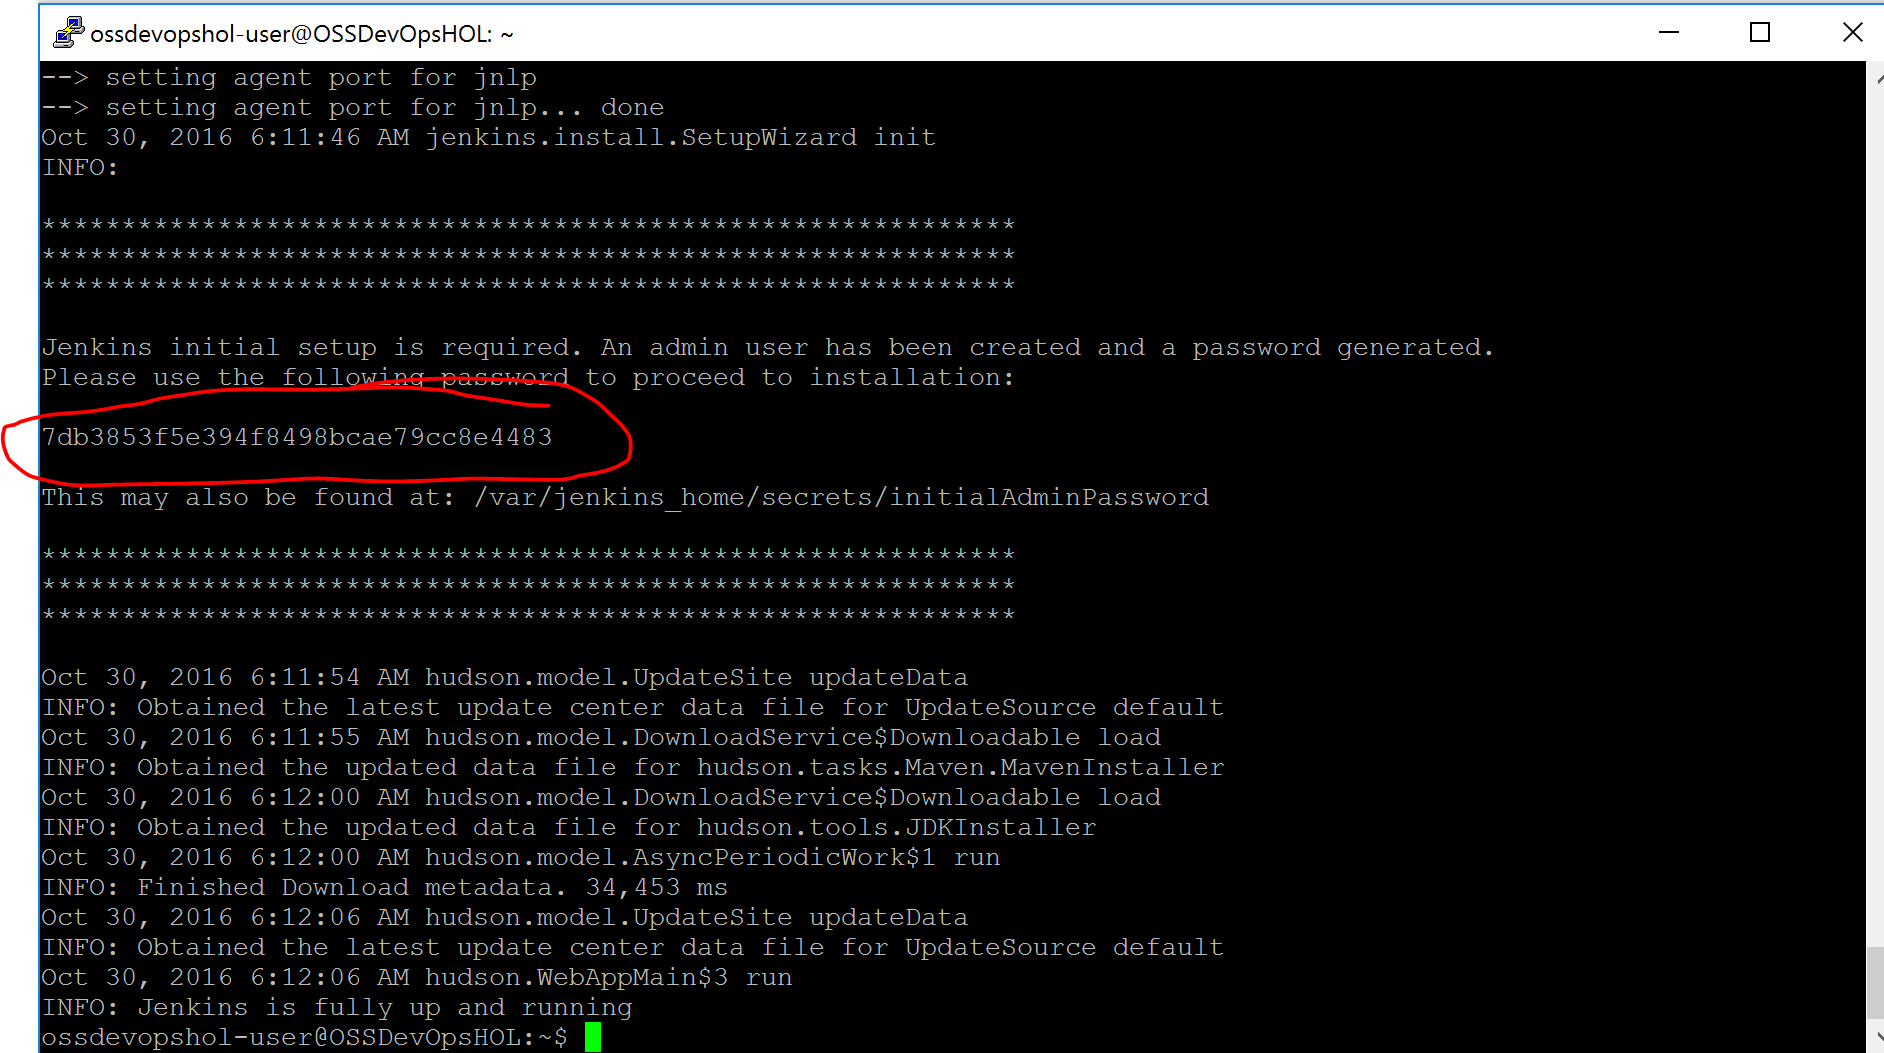 ossdevopshol-user@OSSDevOpsHOL: ~
--> setting agent port for jnlp
--> setting agent port for jnlp... done
Oct 30, 2016 6:11:46 AM jenkins.install.SetupWizard init
INFO:
*************************************************************
*************************************************************
*************************************************************
Jenkins initial setup is required. An admin user has been created and a password generated.
Please use the following password to proceed to installation:
7db3853f5e394f8498bcae79cc8e4483
This may also be found at: /var/jenkins_home/secrets/initialAdminPassword
*************************************************************
*************************************************************
*************************************************************
Oct 30, 2016 6:11:54 AM hudson.model.UpdateSite updateData
INFO: Obtained the latest update center data file for UpdateSource default
Oct 30, 2016 6:11:55 AM hudson.model.DownloadService$Downloadable load
INFO: Obtained the updated data file for hudson.tasks.Maven.MavenInstaller
Oct 30, 2016 6:12:00 AM hudson.model.DownloadService$Downloadable load
INFO: Obtained the updated data file for hudson.tools.JDKInstaller
Oct 30, 2016 6:12:00 AM hudson.model.AsyncPeriodicWork$1 run
INFO: Finished Download metadata. 34,453 ms
Oct 30, 2016 6:12:06 AM hudson.model.UpdateSite updateData
INFO: Obtained the latest update center data file for UpdateSource default
Oct 30, 2016 6:12:06 AM hudson.WebAppMain$3 run
INFO: Jenkins is fully up and running
ossdevopshol-user@OSSDevOpsHOL:~$